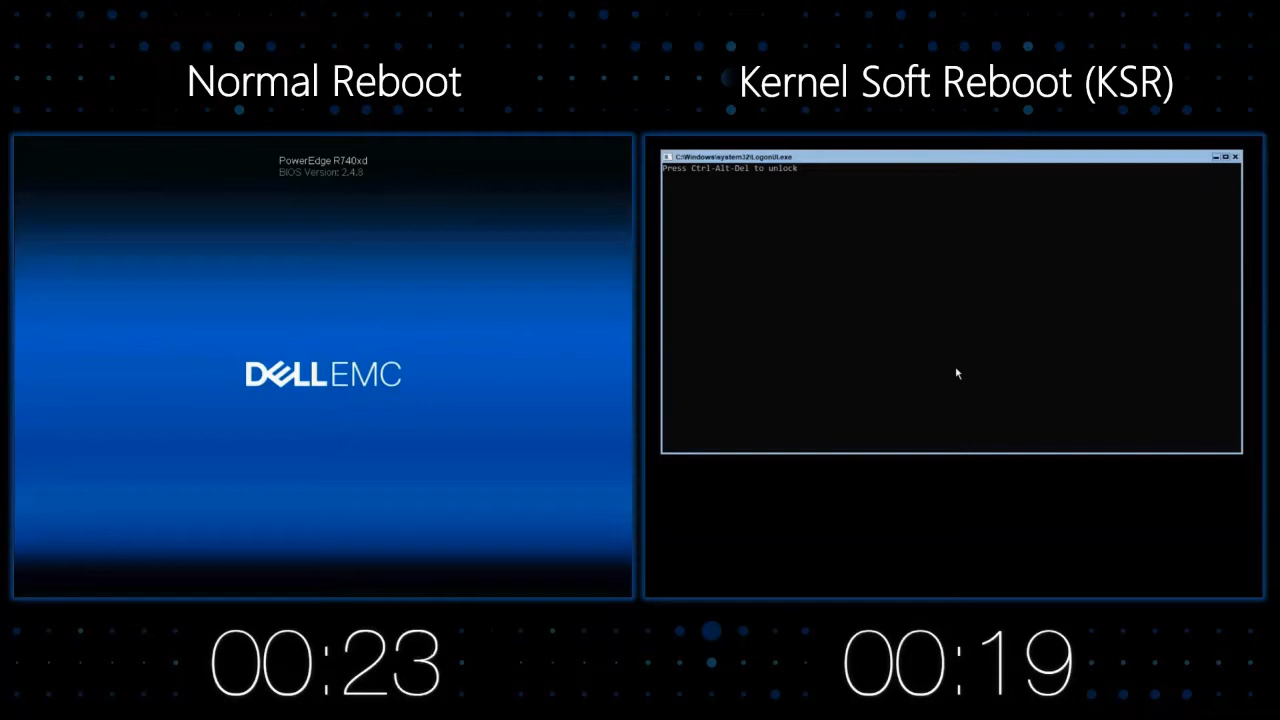 Normal Reboot
Kernel Soft Reboot (KSR)
PowerEdge R740xd
BIOS Version: 2.4.8
DELLEMC
C:\Windows\system32\LogonUI.exe
Press Ctrl-Alt-Del to unlock
00:23
00:19